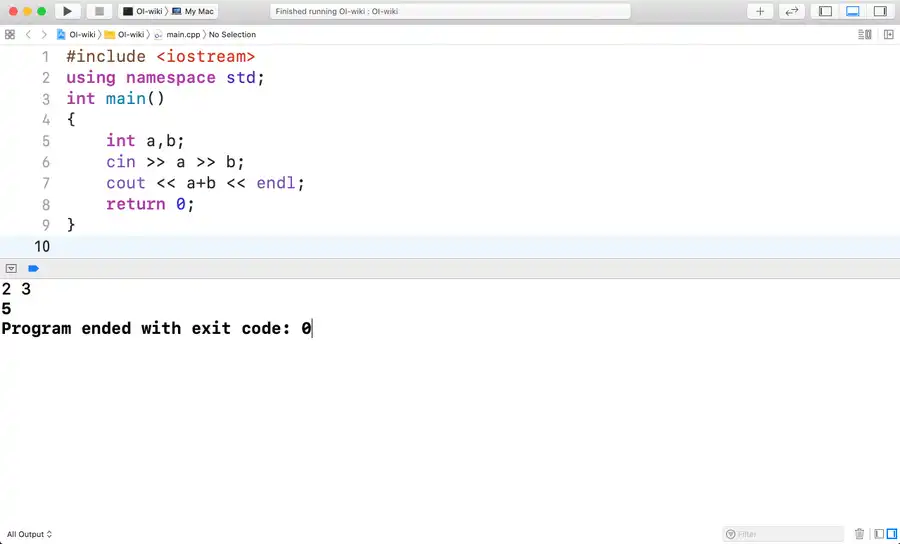 OI-wiki 〉 My Mac
Finished running OI-wiki : OI-wiki
OI-wiki 〉 OI-wiki 〉 main.cpp 〉 No Selection
1 #include <iostream>
2 using namespace std;
3 int main()
4 {
5     int a,b;
6     cin >> a >> b;
7     cout << a+b << endl;
8     return 0;
9 }
10
2 3
5
Program ended with exit code: 0
All Output
Filter